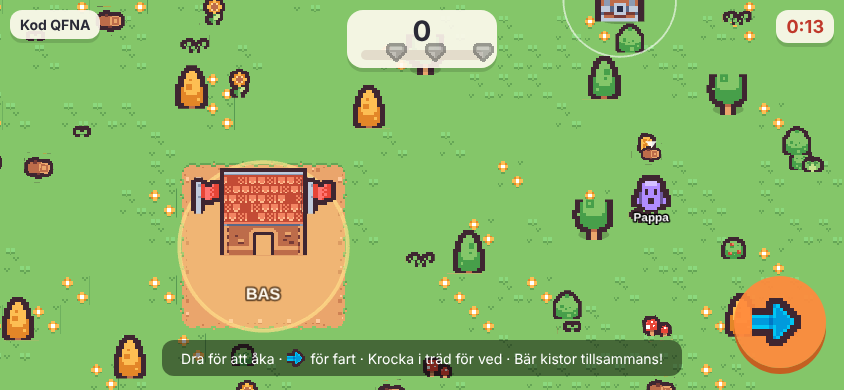 Kod QFNA
0
0:13
Pappa
BAS
Dra för att åka · för fart · Krocka i träd för ved · Bär kistor tillsammans!